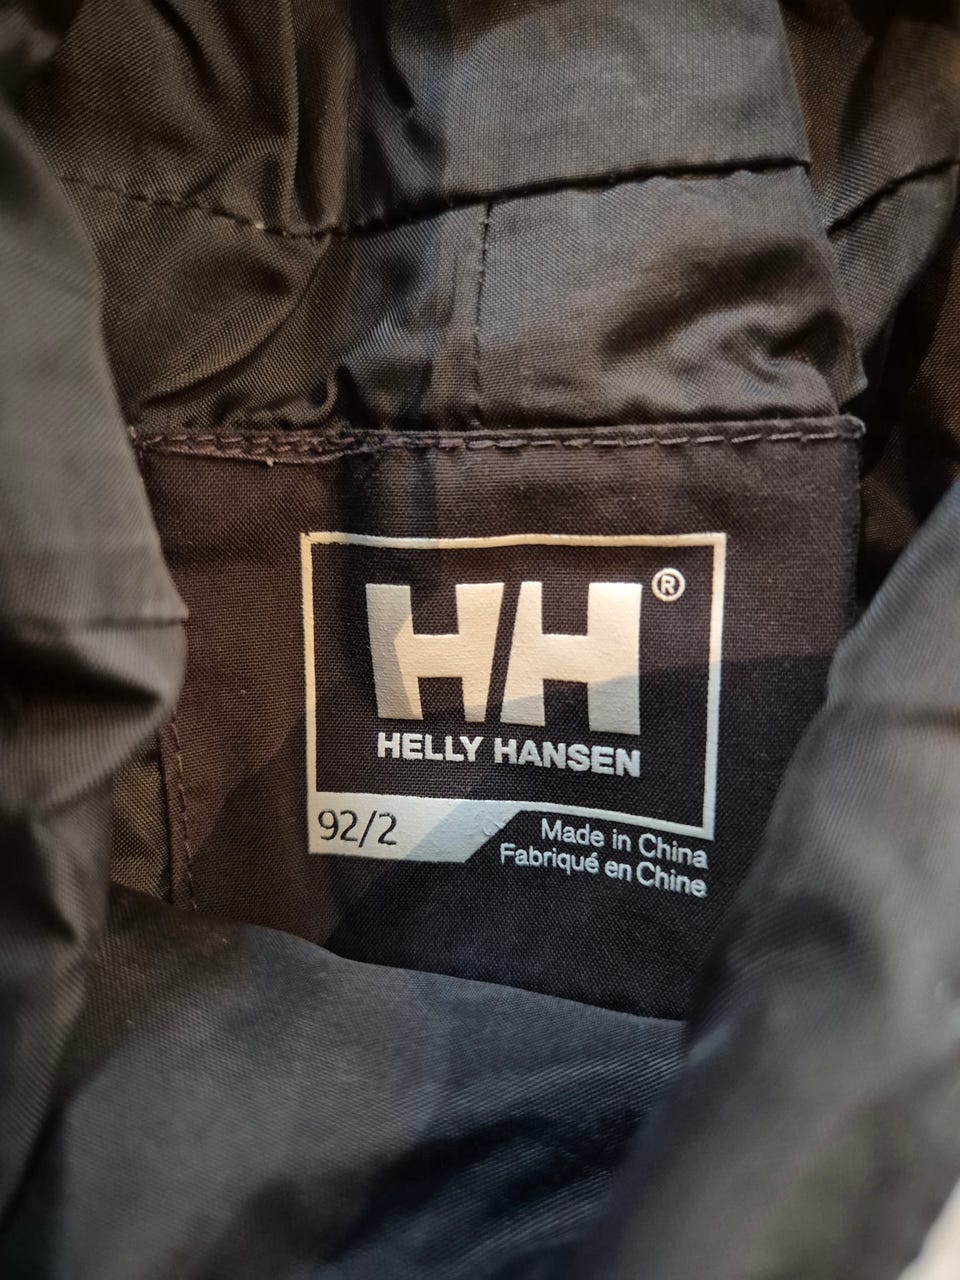 HH®
HELLY HANSEN
92/2
Made in China
Fabriqué en Chine